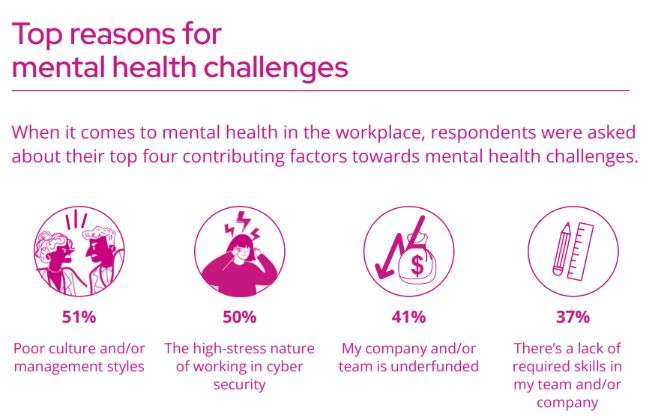 Top reasons for
mental health challenges
When it comes to mental health in the workplace, respondents were asked
about their top four contributing factors towards mental health challenges.
$
51%
Poor culture and/or
management styles
50%
The high-stress nature
of working in cyber
security
41%
My company and/or
team is underfunded
37%
There’s a lack of
required skills in
my team and/or
company